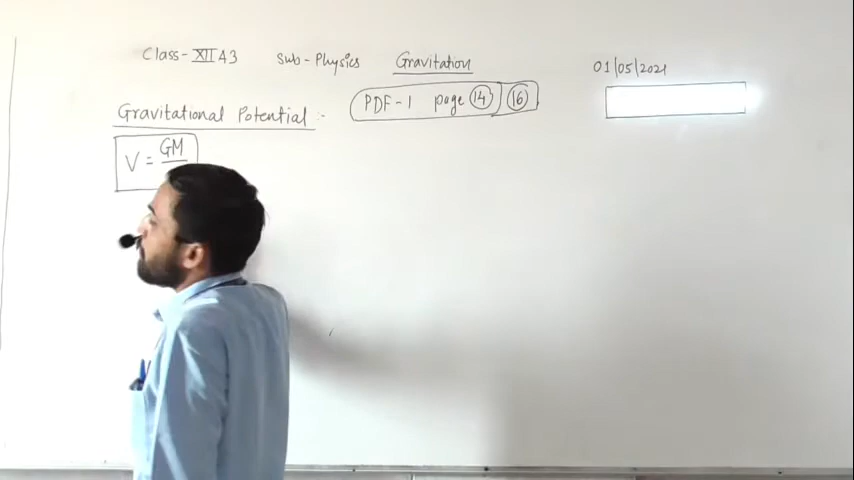 Class- XII A3 Sub-Physics Gravitation 01/05/2021
Gravitational Potential :- PDF-1 page 14 16
V = GM